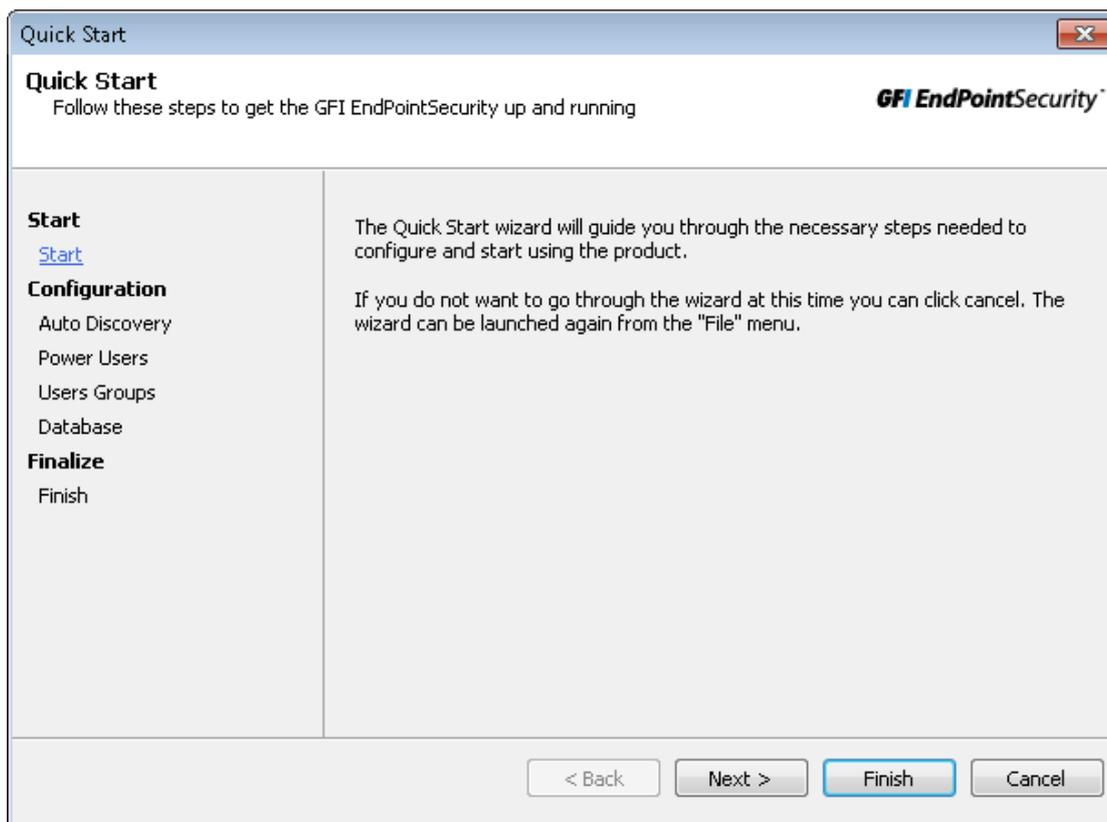 Quick Start
Quick Start
Follow these steps to get the GFI EndPointSecurity up and running
GFI EndPointSecurity™
Start
Start
Configuration
Auto Discovery
Power Users
Users Groups
Database
Finalize
Finish
The Quick Start wizard will guide you through the necessary steps needed to
configure and start using the product.
If you do not want to go through the wizard at this time you can click cancel. The
wizard can be launched again from the "File" menu.
< Back
Next >
Finish
Cancel